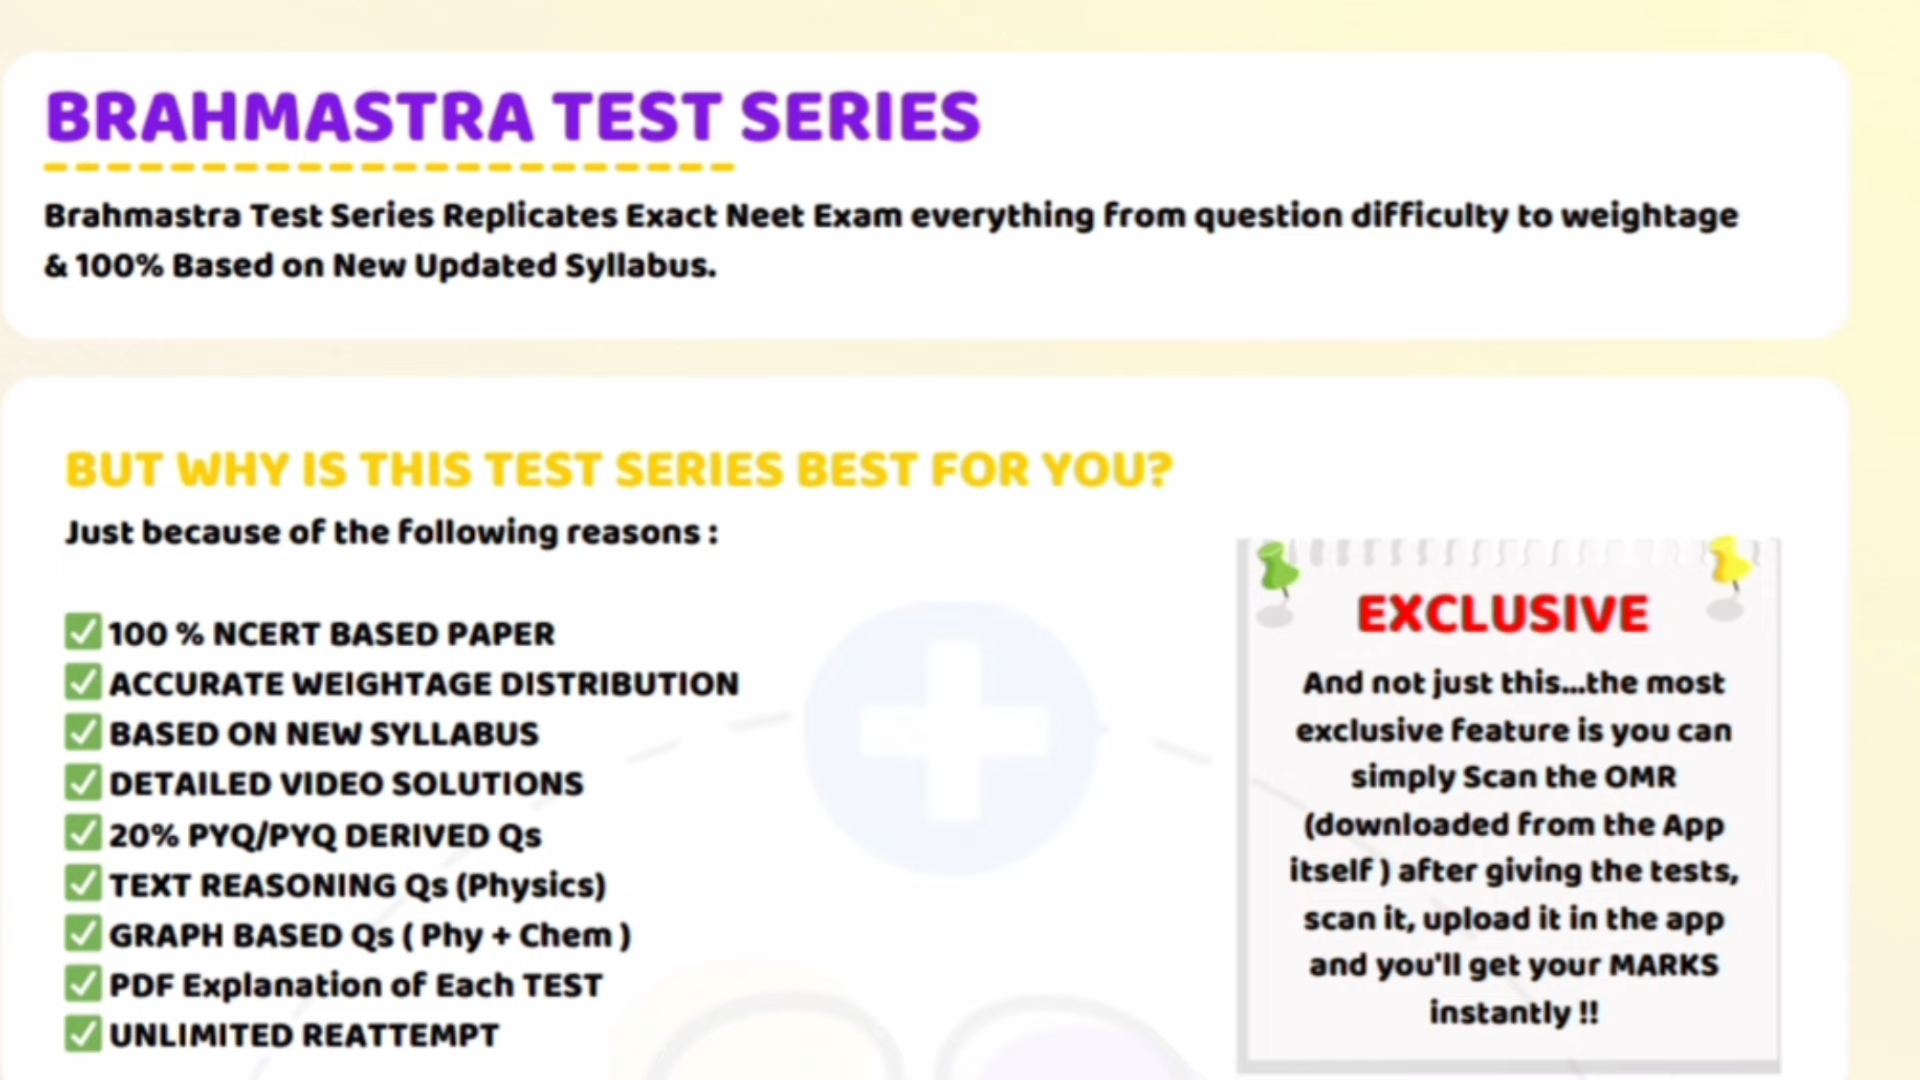 BRAHMASTRA TEST SERIES
Brahmastra Test Series Replicates Exact Neet Exam everything from question difficulty to weightage
& 100% Based on New Updated Syllabus.
BUT WHY IS THIS TEST SERIES BEST FOR YOU?
Just because of the following reasons :
✅ 100 % NCERT BASED PAPER
✅ ACCURATE WEIGHTAGE DISTRIBUTION
✅ BASED ON NEW SYLLABUS
✅ DETAILED VIDEO SOLUTIONS
✅ 20% PYQ/PYQ DERIVED Qs
✅ TEXT REASONING Qs (Physics)
✅ GRAPH BASED Qs ( Phy + Chem )
✅ PDF Explanation of Each TEST
✅ UNLIMITED REATTEMPT
EXCLUSIVE
And not just this...the most
exclusive feature is you can
simply Scan the OMR
(downloaded from the App
itself ) after giving the tests,
scan it, upload it in the app
and you'll get your MARKS
instantly !!